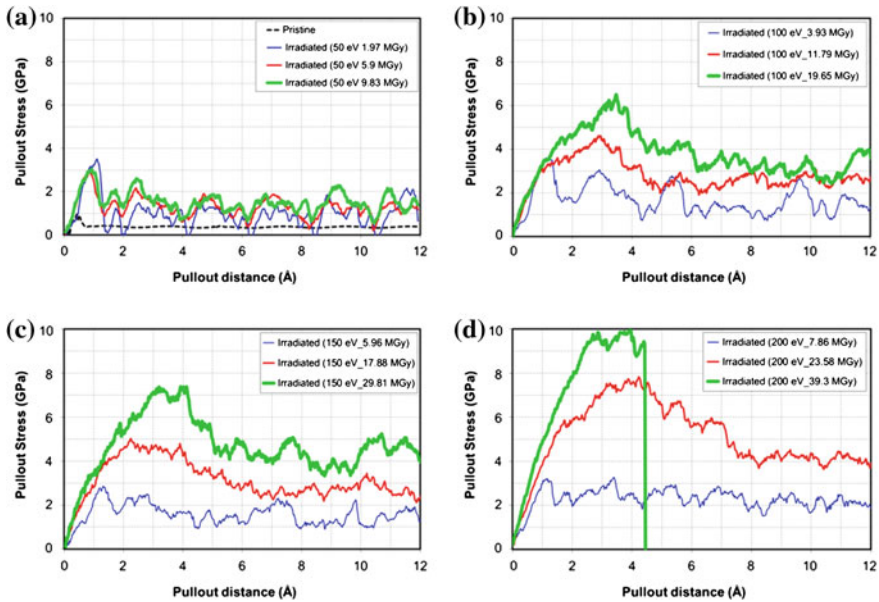 (a)
Pullout Stress (GPa)
10
8
6
4
2
0
Pristine
Irradiated (50 eV 1.97 MGy)
Irradiated (50 eV 5.9 MGy)
Irradiated (50 eV 9.83 MGy)
0 2 4 6 8 10 12
Pullout distance (Å)
(b)
Pullout Stress (GPa)
10
8
6
4
2
0
Irradiated (100 eV_3.93 MGy)
Irradiated (100 eV_11.79 MGy)
Irradiated (100 eV_19.65 MGy)
0 2 4 6 8 10 12
Pullout distance (Å)
(c)
Pullout Stress (GPa)
10
8
6
4
2
0
Irradiated (150 eV_5.96 MGy)
Irradiated (150 eV_17.88 MGy)
Irradiated (150 eV_29.81 MGy)
0 2 4 6 8 10 12
Pullout distance (Å)
(d)
Pullout Stress (GPa)
10
8
6
4
2
0
Irradiated (200 eV_7.86 MGy)
Irradiated (200 eV_23.58 MGy)
Irradiated (200 eV_39.3 MGy)
0 2 4 6 8 10 12
Pullout distance (Å)